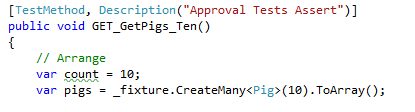 [TestMethod, Description("Approval Tests Assert")]
public void GET_GetPigs_Ten()
{
// Arrange
var count = 10;
var pigs = _fixture.CreateMany<Pig>(10).ToArray();